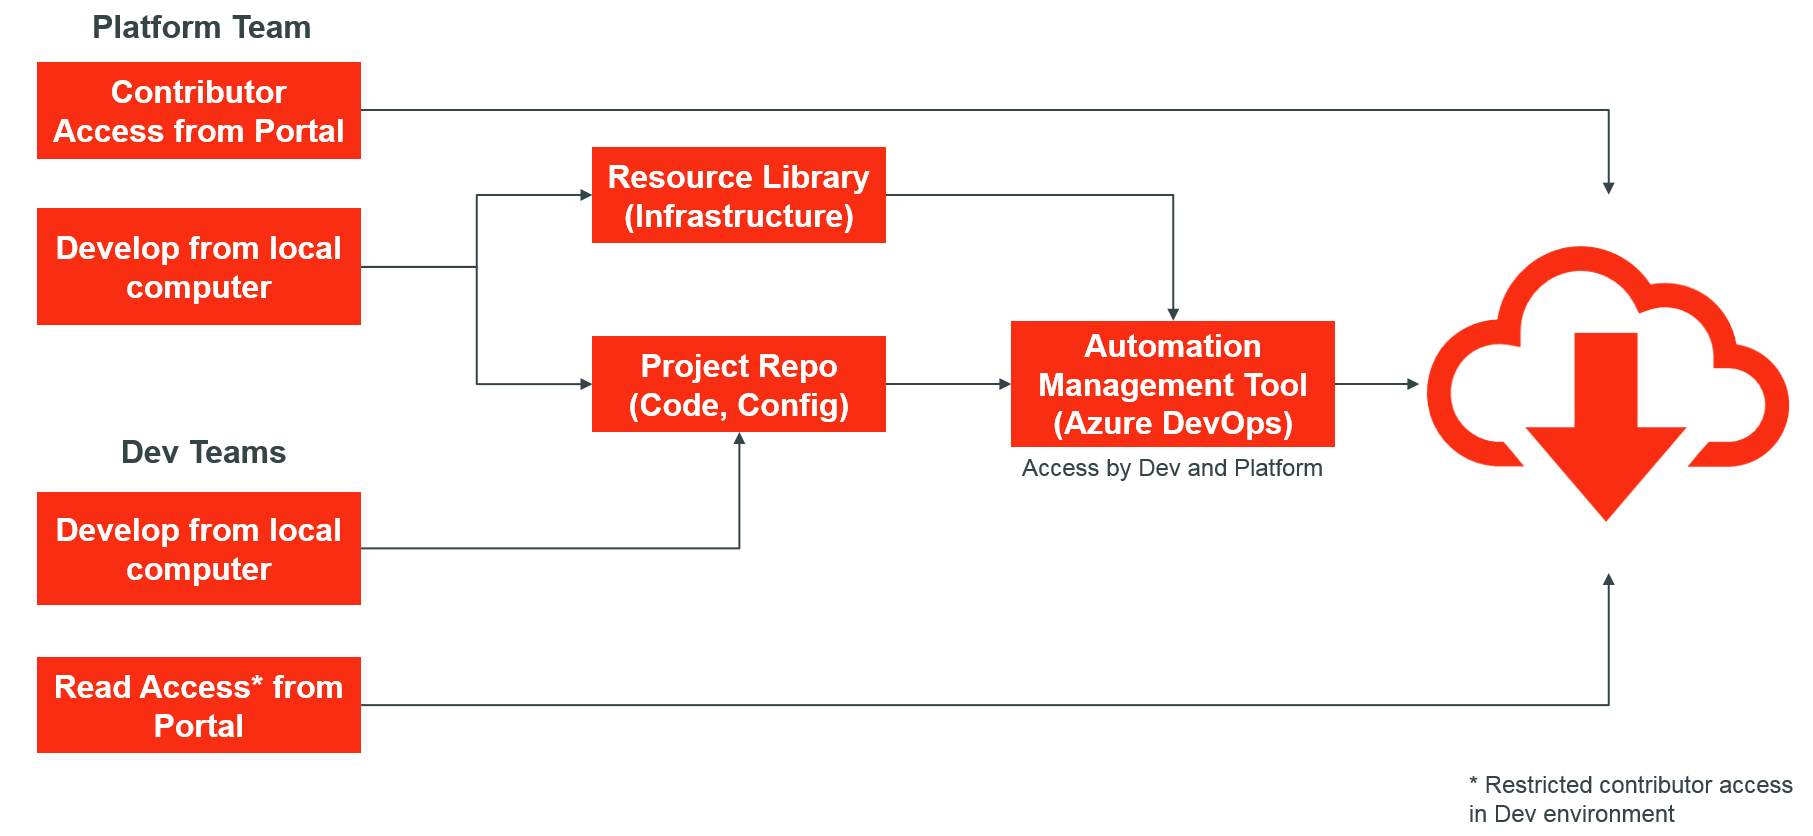 Platform Team
Contributor
Access from Portal
Resource Library
(Infrastructure)
Develop from local
computer
Project Repo
(Code, Config)
Automation
Management Tool
(Azure DevOps)
Access by Dev and Platform
Dev Teams
Develop from local
computer
Read Access* from
Portal
* Restricted contributor access
in Dev environment